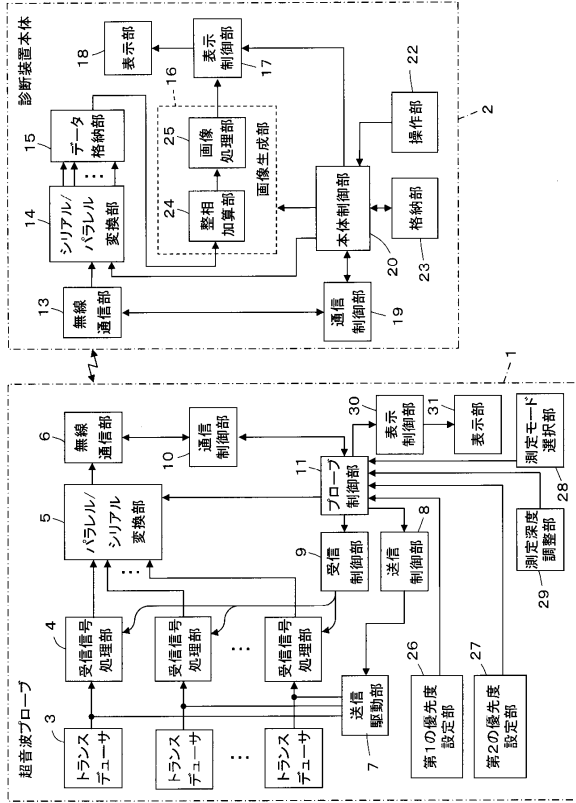 超音波プローブ
3
トランス
デューサ
トランス
デューサ
⋮
トランス
デューサ
4
受信信号
処理部
受信信号
処理部
⋮
受信信号
処理部
5
パラレル/
シリアル
変換部
⋮
6
無線
通信部
10
通信
制御部
11
プローブ
制御部
9
受信
制御部
8
送信
制御部
7
送信
駆動部
30
表示
制御部
31
表示部
26
第1の優先度
設定部
27
第2の優先度
設定部
29
測定深度
調整部
28
測定モード
選択部
1
診断装置本体
13
無線
通信部
14
シリアル/
パラレル
変換部
⋮
15
データ
格納部
16
24
整相
加算部
25
画像
処理部
画像生成部
17
表示
制御部
18
表示部
19
通信
制御部
20
本体制御部
22
操作部
23
格納部
2